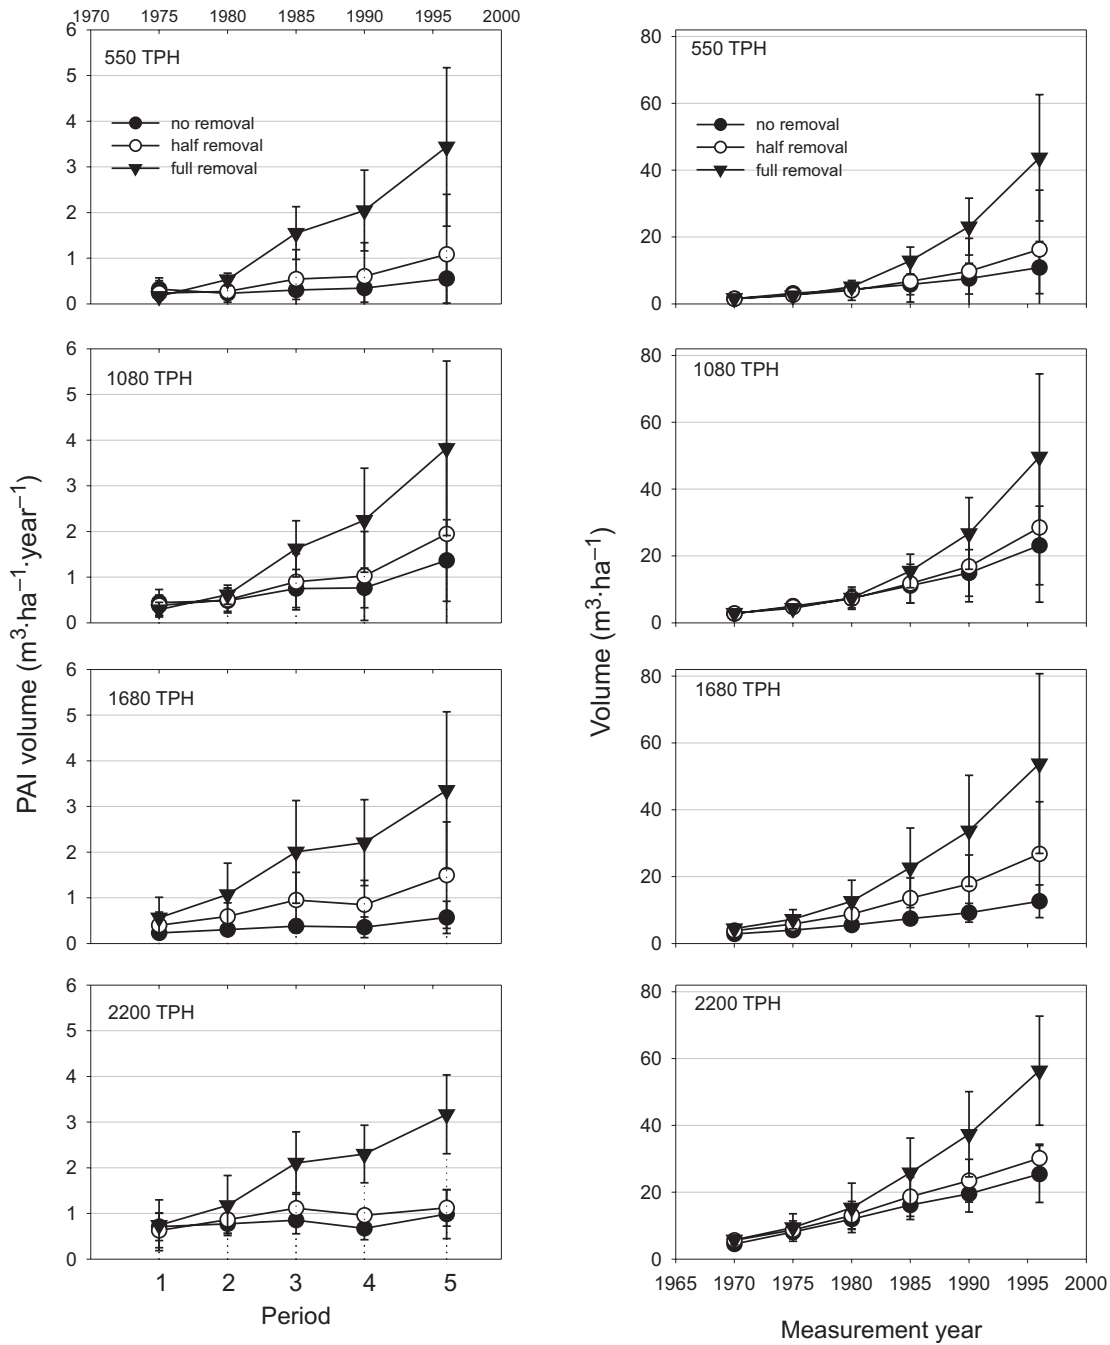 1970 1975 1980 1985 1990 1995 2000
6
550 TPH
5
4
no removal
half removal
full removal
3
2
1
0
6
1080 TPH
5
4
3
2
1
0
6
1680 TPH
5
4
3
2
1
0
6
2200 TPH
5
4
3
2
1
0
1 2 3 4 5
Period
PAI volume (m³·ha⁻¹·year⁻¹)
80
550 TPH
60
no removal
half removal
full removal
40
20
0
80
1080 TPH
60
40
20
0
80
1680 TPH
60
40
20
0
80
2200 TPH
60
40
20
0
1965 1970 1975 1980 1985 1990 1995 2000
Measurement year
Volume (m³·ha⁻¹)